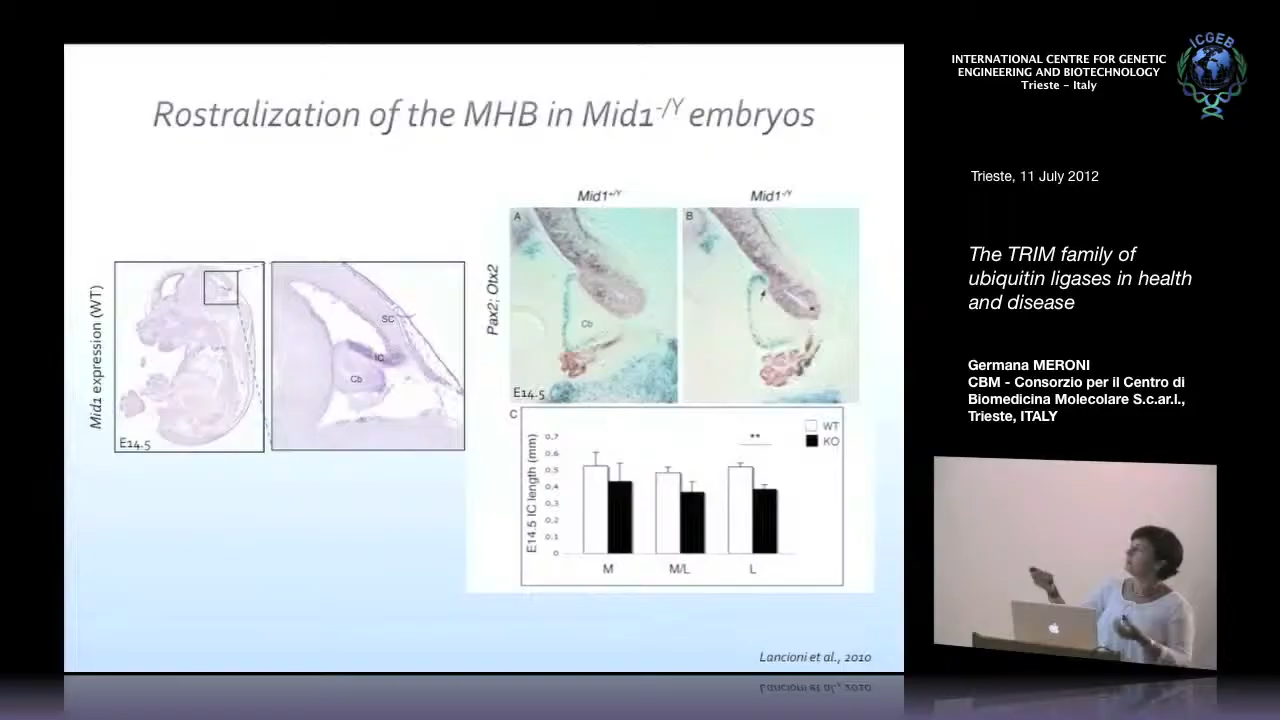 Rostralization of the MHB in Mid1-/Y embryos
Mid1 expression (WT)
E14.5
SC
IC
Cb
Mid1+/Y
Mid1-/Y
Pax2; Otx2
A
B
Cb
E14.5
C
WT
KO
**
E14.5 IC length (mm)
0,7
0,6
0,5
0,4
0,3
0,2
0,1
0
M
M/L
L
Lancioni et al., 2010
INTERNATIONAL CENTRE FOR GENETIC
ENGINEERING AND BIOTECHNOLOGY
Trieste – Italy
ICGEB
Trieste, 11 July 2012
The TRIM family of
ubiquitin ligases in health
and disease
Germana MERONI
CBM - Consorzio per il Centro di
Biomedicina Molecolare S.c.ar.l.,
Trieste, ITALY